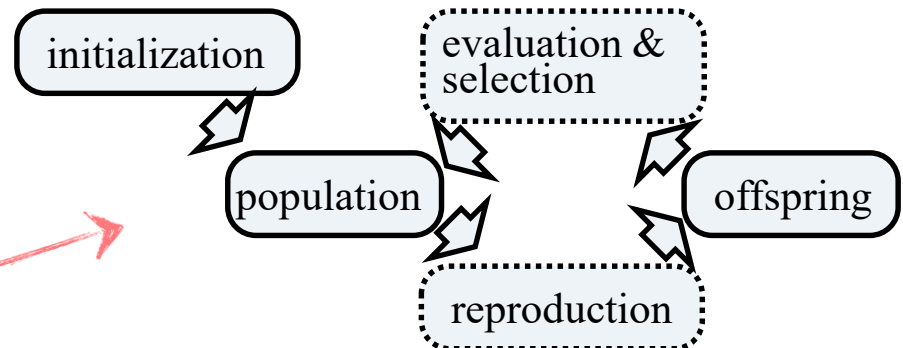 initialization
evaluation &
selection
population
offspring
reproduction